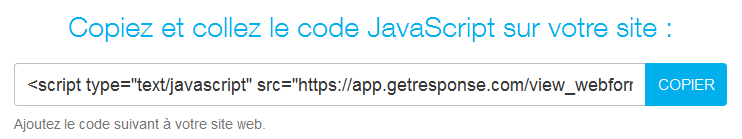 Copiez et collez le code JavaScript sur votre site :
<script type="text/javascript" src="https://app.getresponse.com/view_webforr COPIER
Ajoutez le code suivant à votre site web.